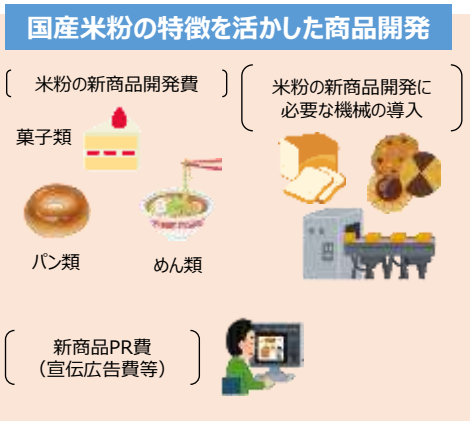 国産米粉の特徴を活かした商品開発
米粉の新商品開発費
菓子類
パン類
めん類
米粉の新商品開発に
必要な機械の導入
新商品PR費
（宣伝広告費等）